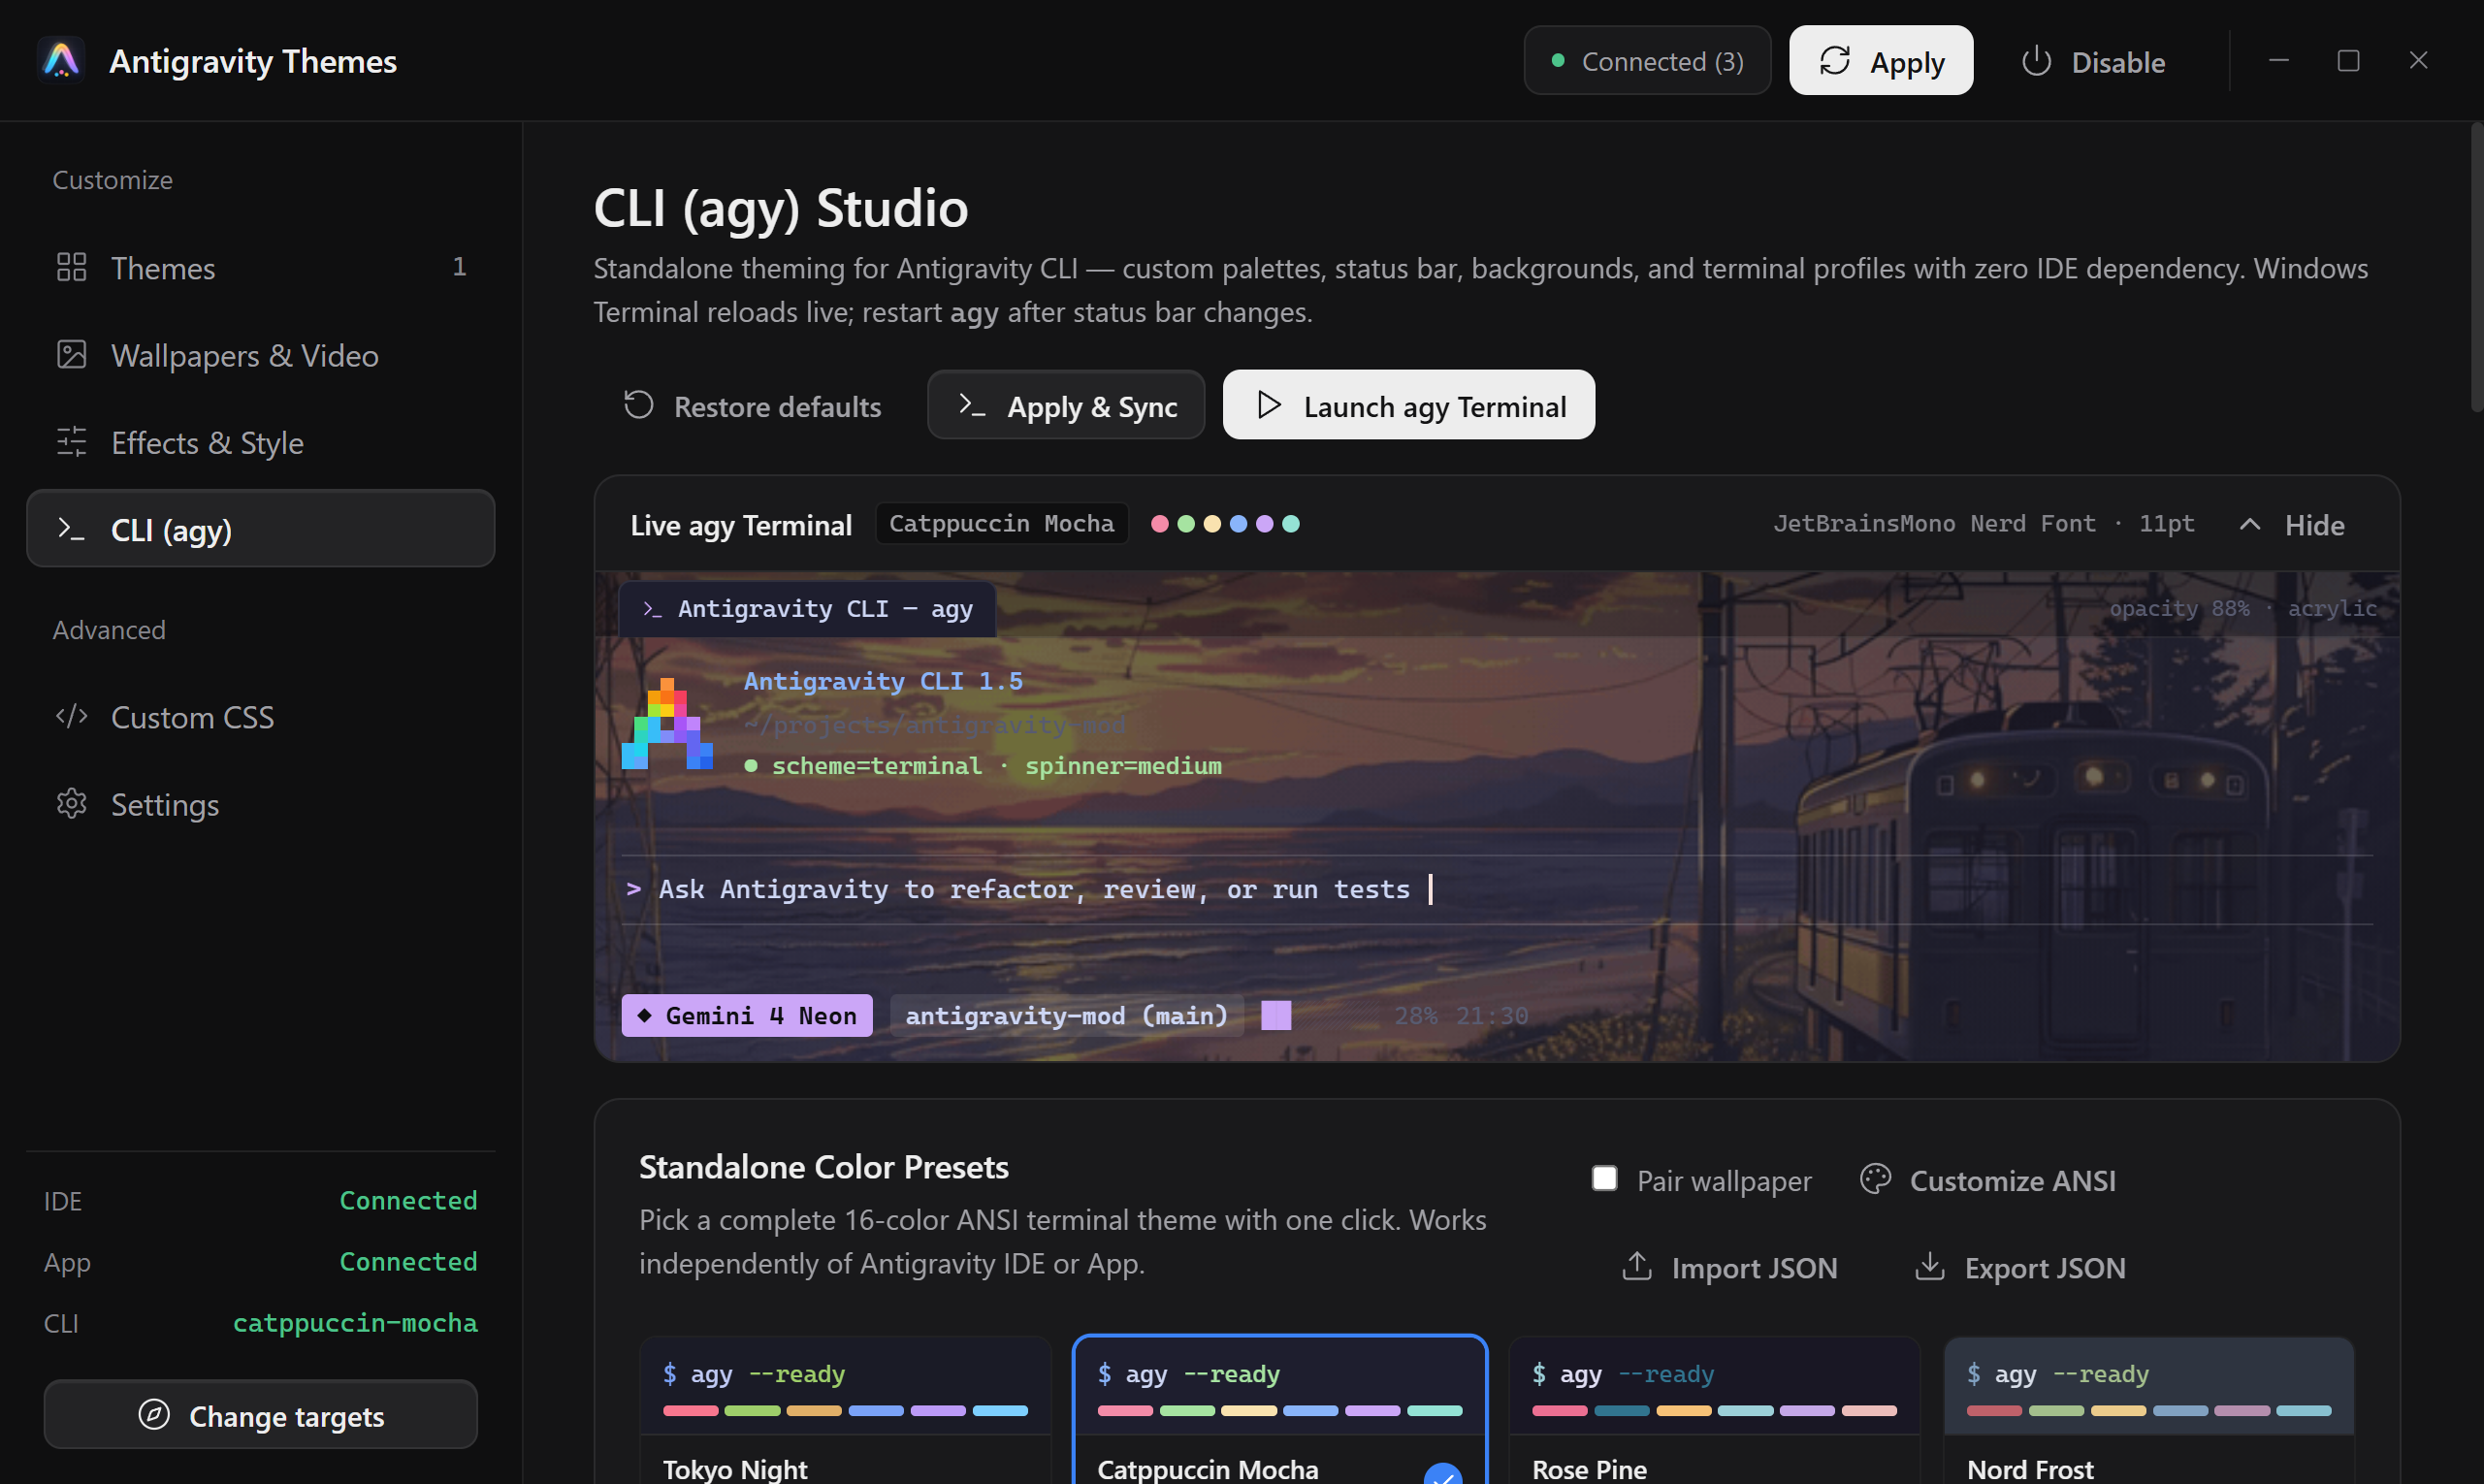 Antigravity Themes
Connected (3)
Apply
Disable
Customize
Themes 1
Wallpapers & Video
Effects & Style
CLI (agy)
Advanced
Custom CSS
Settings
IDE Connected
App Connected
CLI catppuccin-mocha
Change targets
CLI (agy) Studio
Standalone theming for Antigravity CLI — custom palettes, status bar, backgrounds, and terminal profiles with zero IDE dependency. Windows
Terminal reloads live; restart agy after status bar changes.
Restore defaults
>_ Apply & Sync
Launch agy Terminal
Live agy Terminal Catppuccin Mocha JetBrainsMono Nerd Font · 11pt Hide
>_ Antigravity CLI — agy opacity 88% · acrylic
Antigravity CLI 1.5
~/projects/antigravity-mod
● scheme=terminal · spinner=medium
> Ask Antigravity to refactor, review, or run tests
◆ Gemini 4 Neon antigravity-mod (main) 28% 21:30
Standalone Color Presets
Pick a complete 16-color ANSI terminal theme with one click. Works
independently of Antigravity IDE or App.
Pair wallpaper
Customize ANSI
Import JSON
Export JSON
$ agy --ready
Tokyo Night
$ agy --ready
Catppuccin Mocha
$ agy --ready
Rose Pine
$ agy --ready
Nord Frost